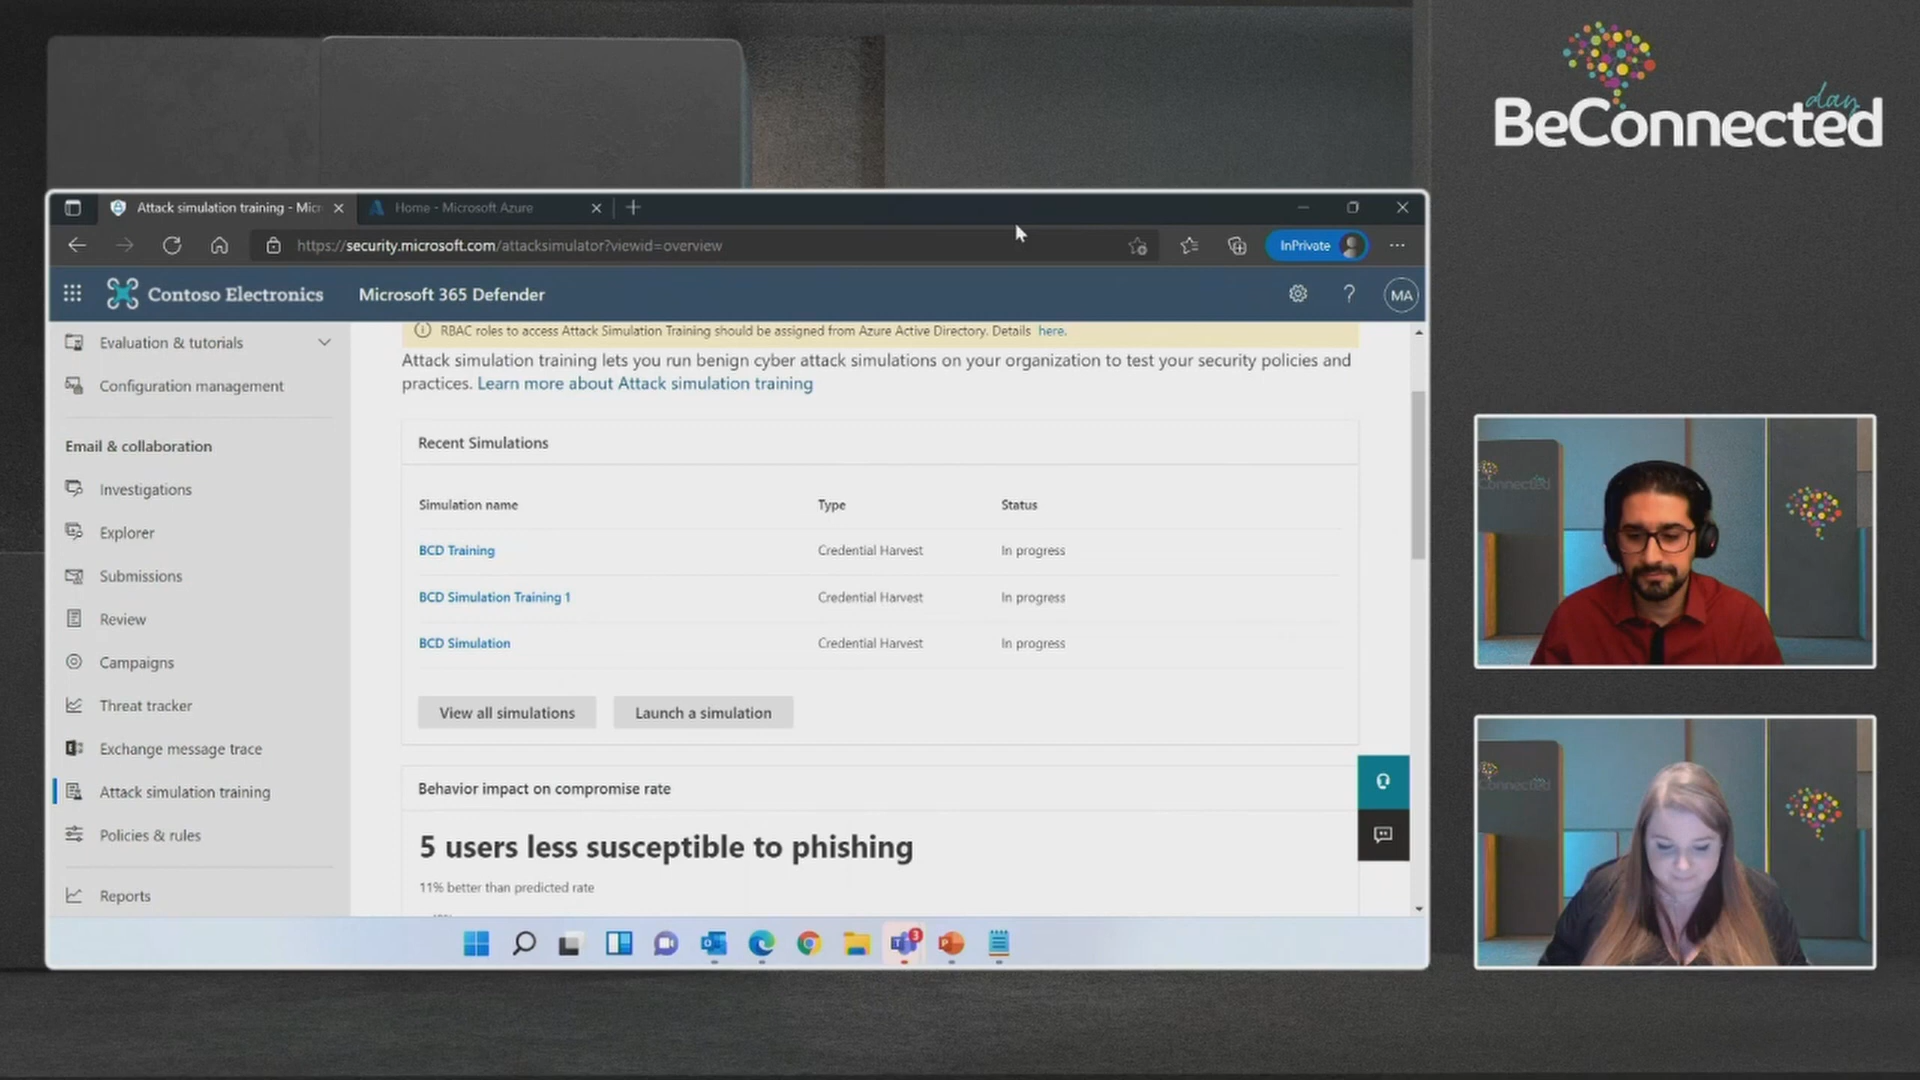 day
BeConnected
Attack simulation training - Micr
Home - Microsoft Azure
https://security.microsoft.com/attacksimulator?viewid=overview
InPrivate
Contoso Electronics
Microsoft 365 Defender
?
MA
Evaluation & tutorials
Configuration management
Email & collaboration
Investigations
Explorer
Submissions
Review
Campaigns
Threat tracker
Exchange message trace
Attack simulation training
Policies & rules
Reports
RBAC roles to access Attack Simulation Training should be assigned from Azure Active Directory. Details here.
Attack simulation training lets you run benign cyber attack simulations on your organization to test your security policies and
practices. Learn more about Attack simulation training
Recent Simulations
Simulation name Type Status
BCD Training Credential Harvest In progress
BCD Simulation Training 1 Credential Harvest In progress
BCD Simulation Credential Harvest In progress
View all simulations Launch a simulation
Behavior impact on compromise rate
5 users less susceptible to phishing
11% better than predicted rate
3
Connected
Connected